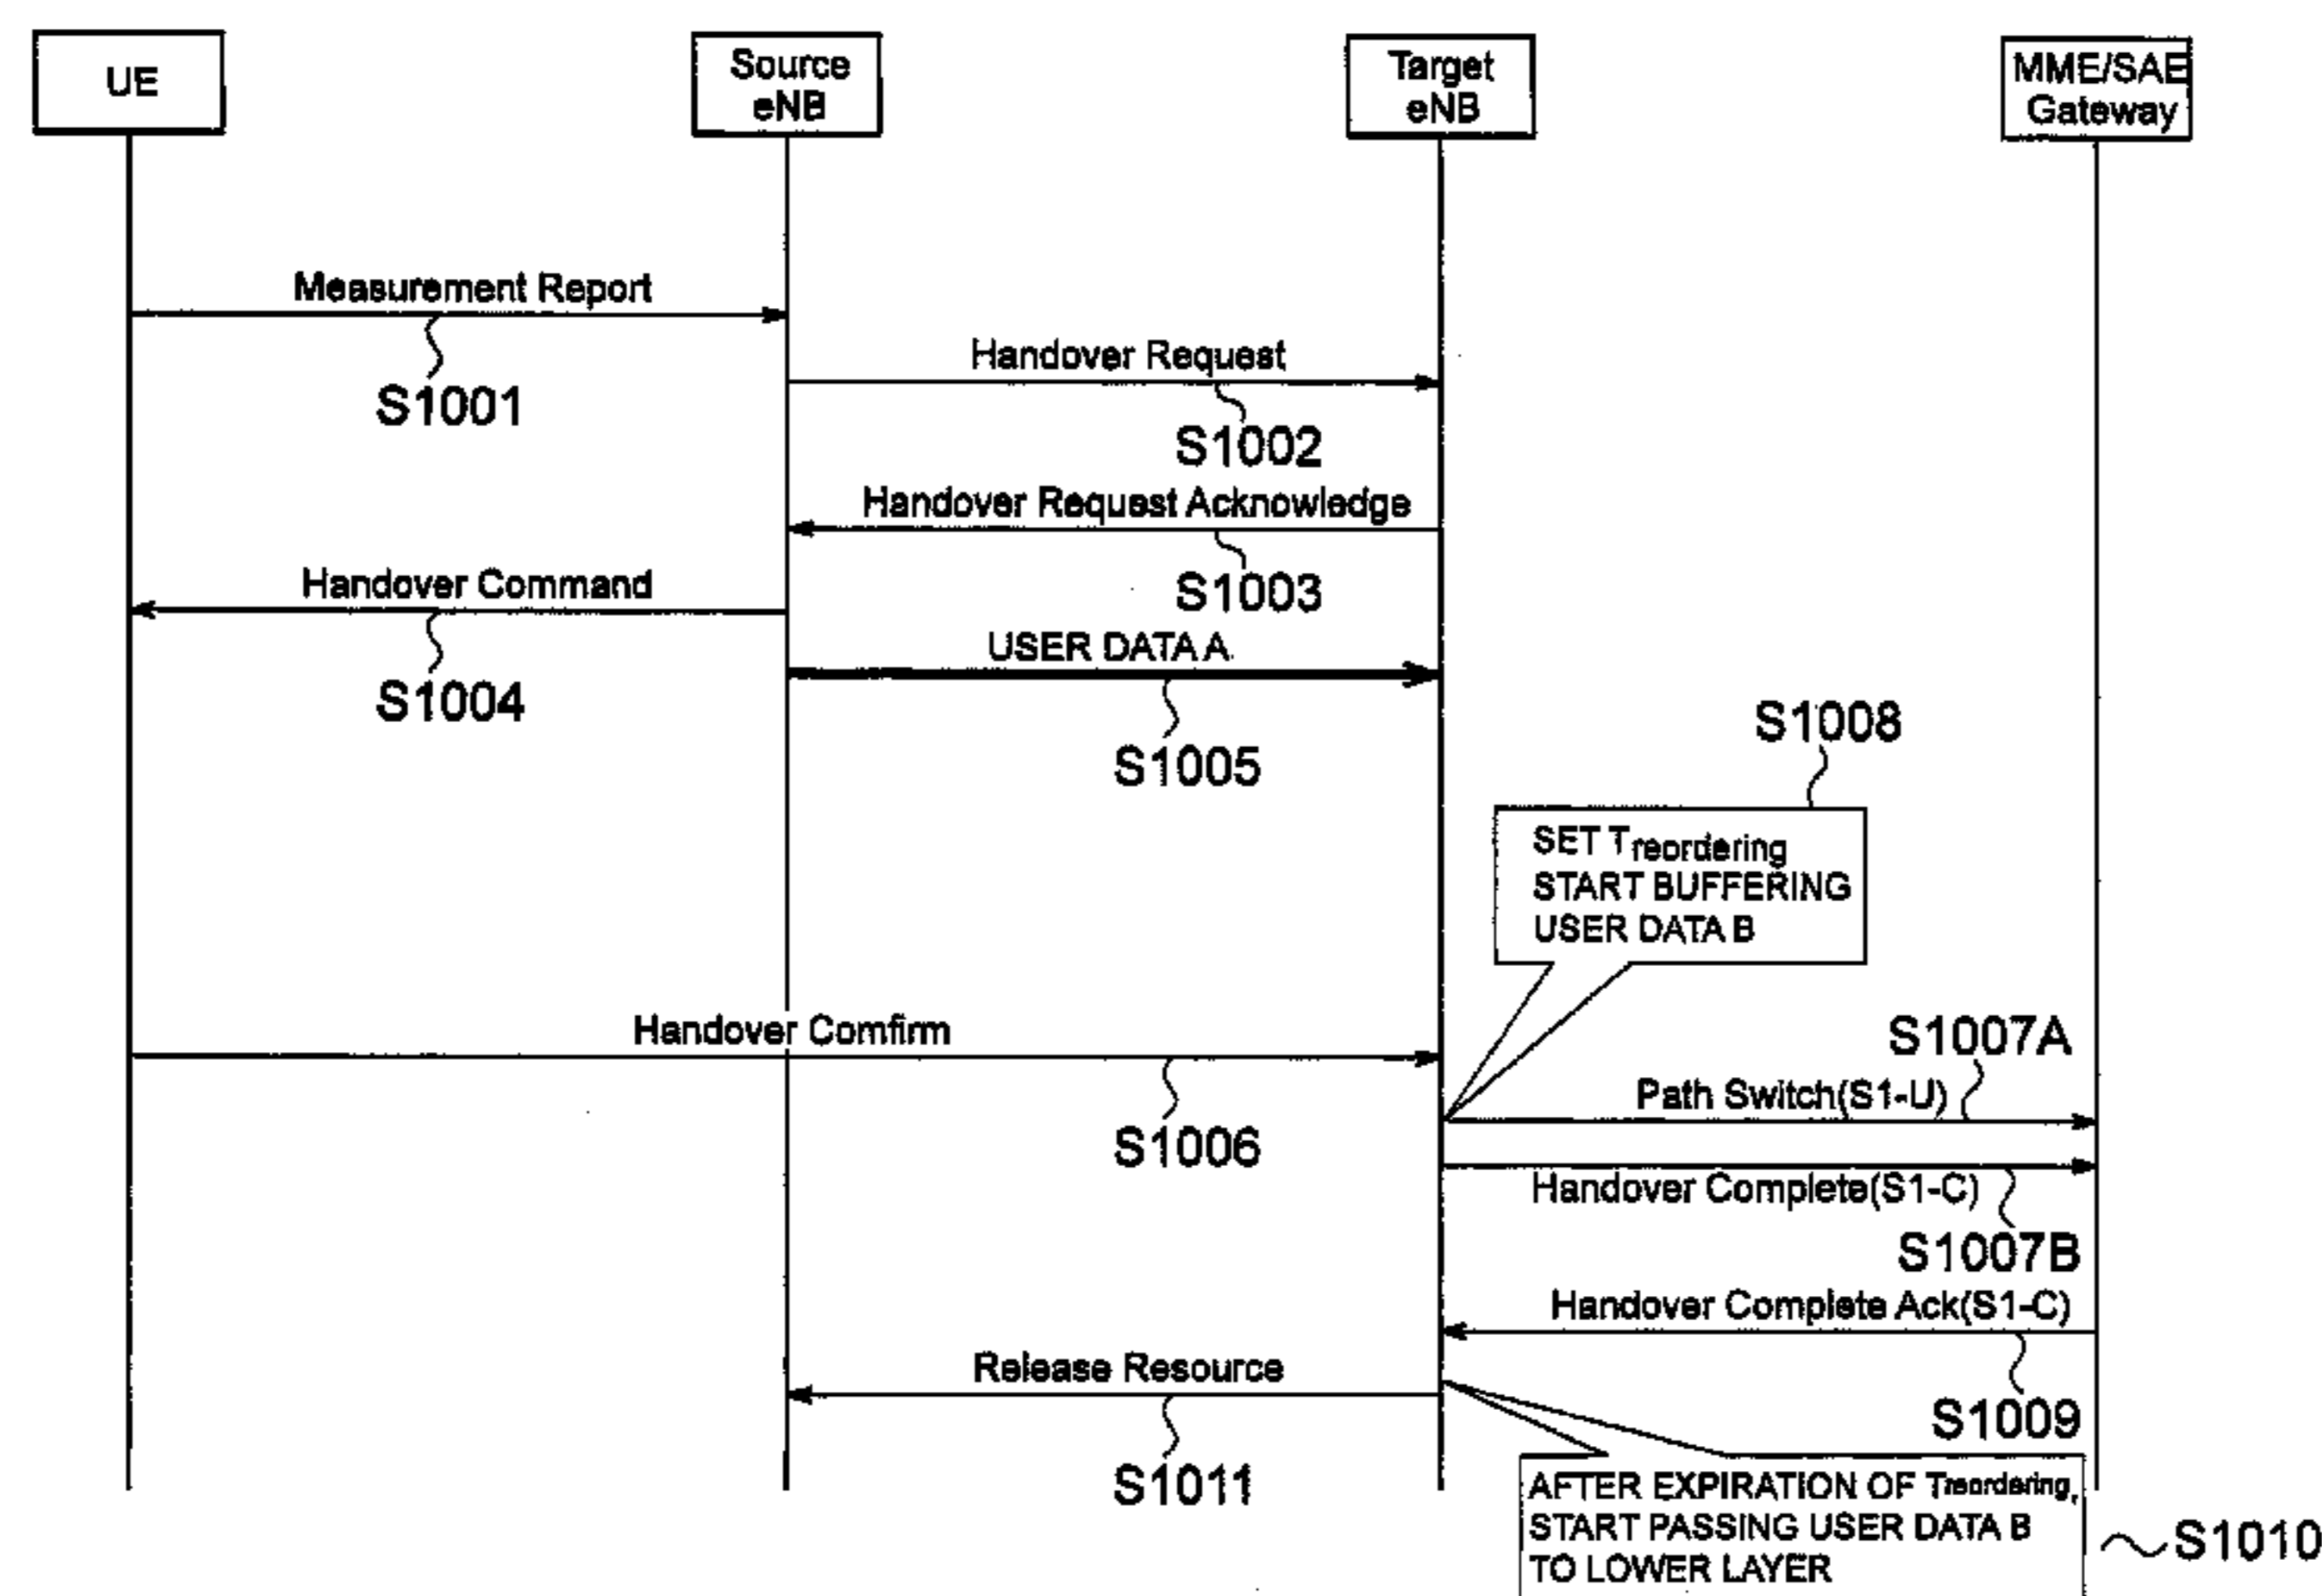 UE
Source
eNB
Target
eNB
MME/SAE
Gateway
Measurement Report
S1001
Handover Request
S1002
Handover Request Acknowledge
S1003
Handover Command
S1004
USER DATA A
S1005
S1008
SET Treordering
START BUFFERING
USER DATA B
Handover Comfirm
S1006
S1007A
Path Switch(S1-U)
Handover Complete(S1-C)
S1007B
Handover Complete Ack(S1-C)
S1009
Release Resource
S1011
AFTER EXPIRATION OF Treordering,
START PASSING USER DATA B
TO LOWER LAYER
S1010